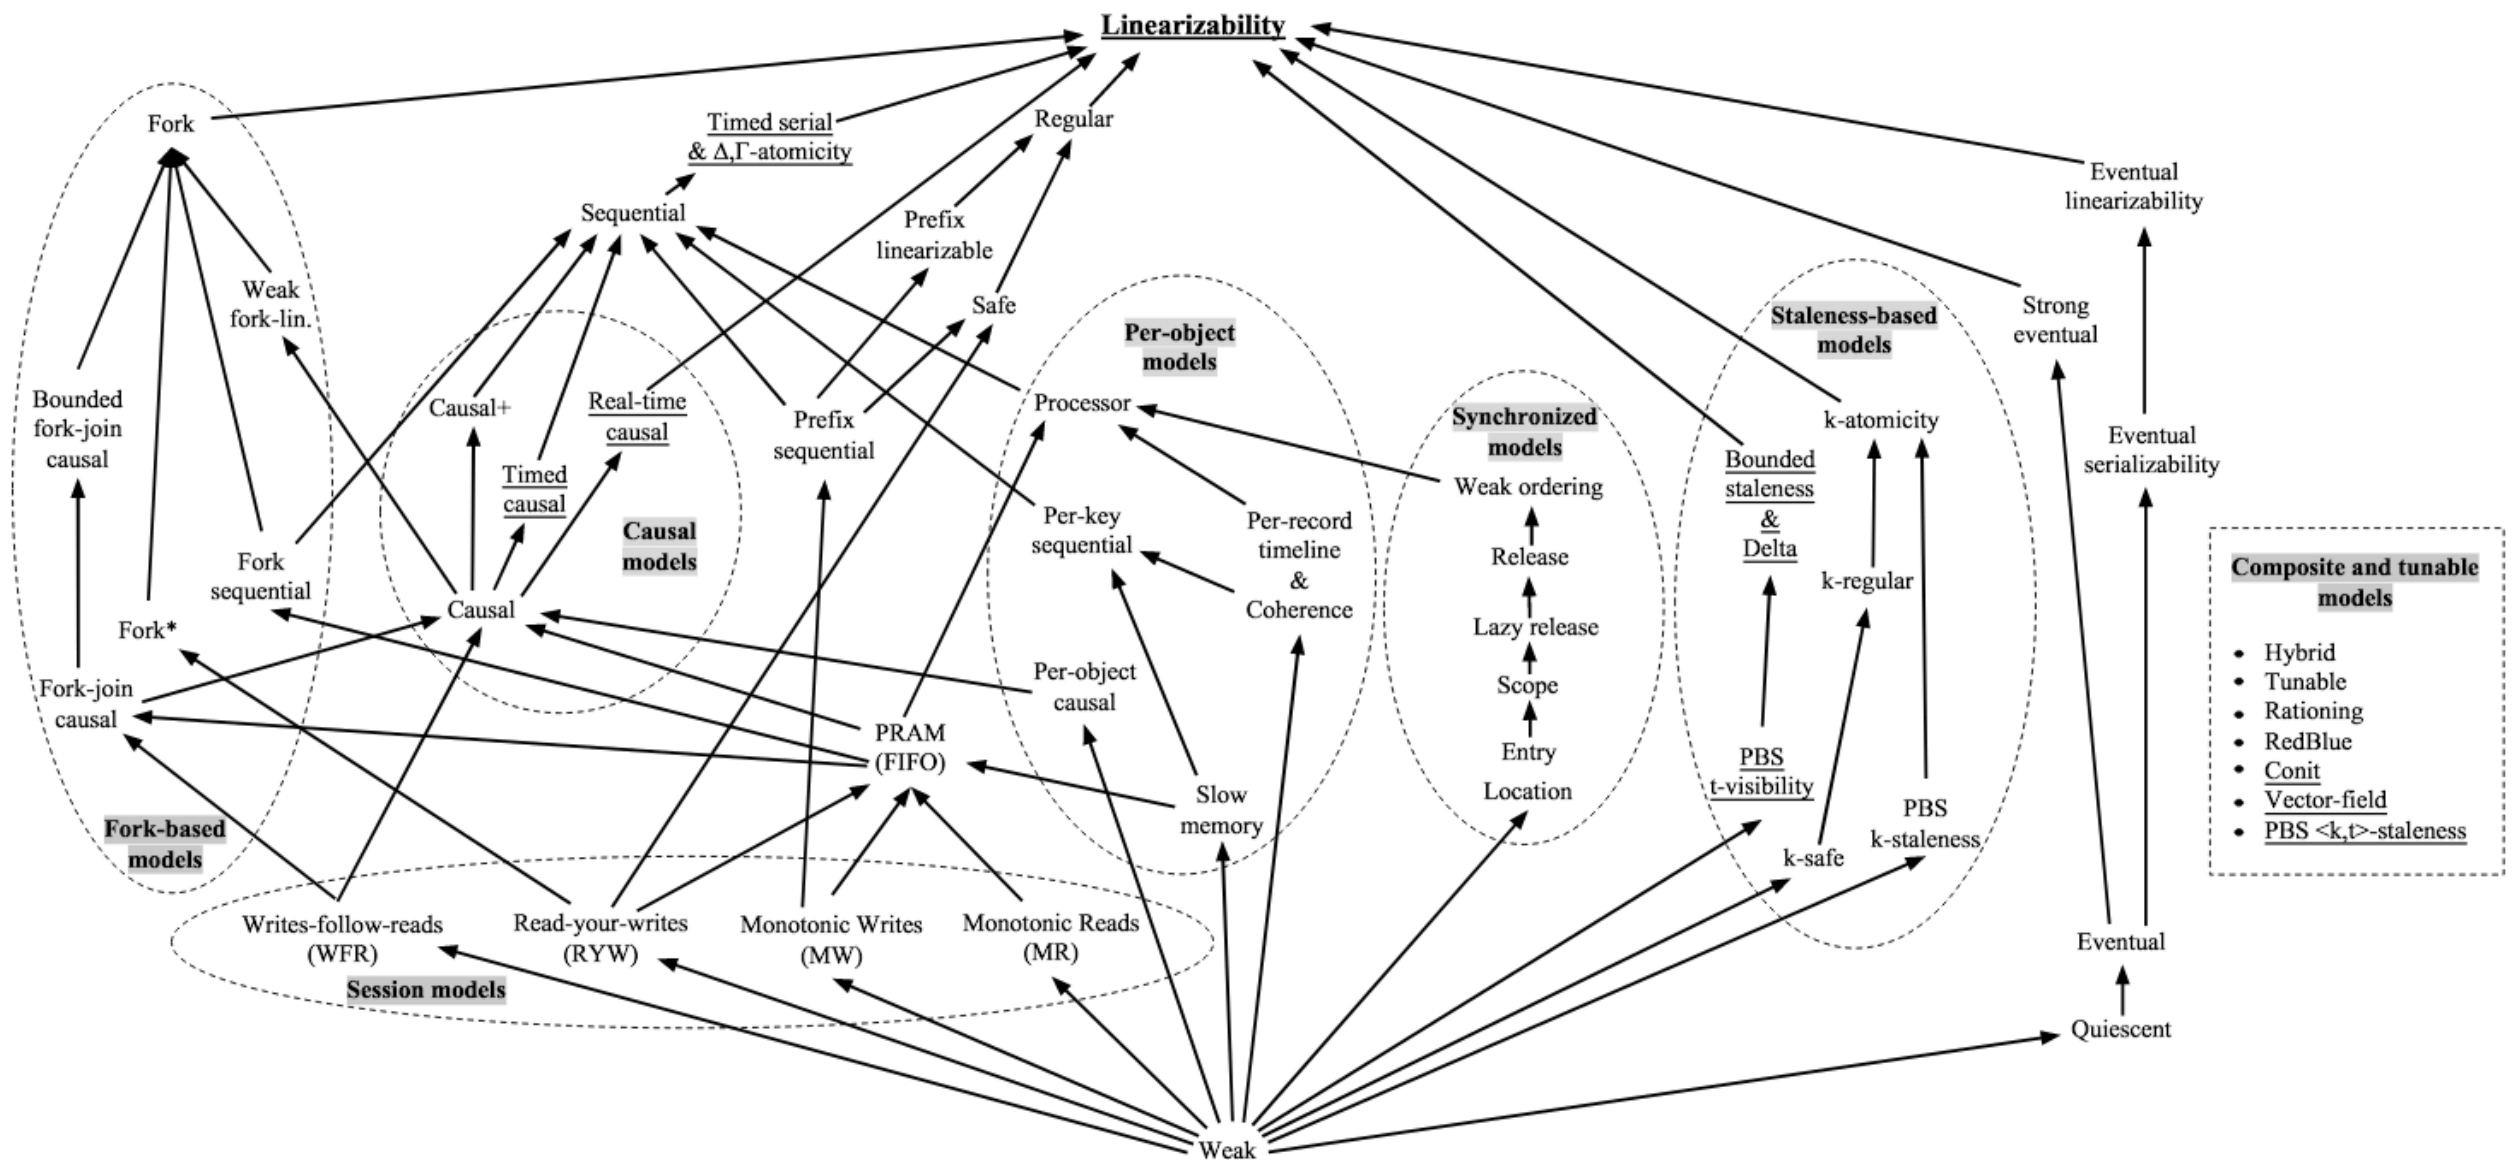 Linearizability
Fork
Timed serial
& Δ,Γ-atomicity
Regular
Eventual
linearizability
Sequential
Prefix
linearizable
Weak
fork-lin.
Safe
Strong
eventual
Per-object
models
Staleness-based
models
Bounded
fork-join
causal
Causal+
Real-time
causal
Prefix
sequential
Processor
Synchronized
models
k-atomicity
Eventual
serializability
Timed
causal
Bounded
staleness
&
Delta
Weak ordering
Causal
models
Per-key
sequential
Per-record
timeline
&
Coherence
Release
k-regular
Fork
sequential
Composite and tunable
models
Causal
Fork*
Lazy release
• Hybrid
• Tunable
• Rationing
• RedBlue
• Conit
• Vector-field
• PBS <k,t>-staleness
Fork-join
causal
Per-object
causal
Scope
PRAM
(FIFO)
Entry
PBS
t-visibility
Location
Slow
memory
PBS
k-staleness
Fork-based
models
k-safe
Writes-follow-reads
(WFR)
Read-your-writes
(RYW)
Monotonic Writes
(MW)
Monotonic Reads
(MR)
Eventual
Session models
Quiescent
Weak